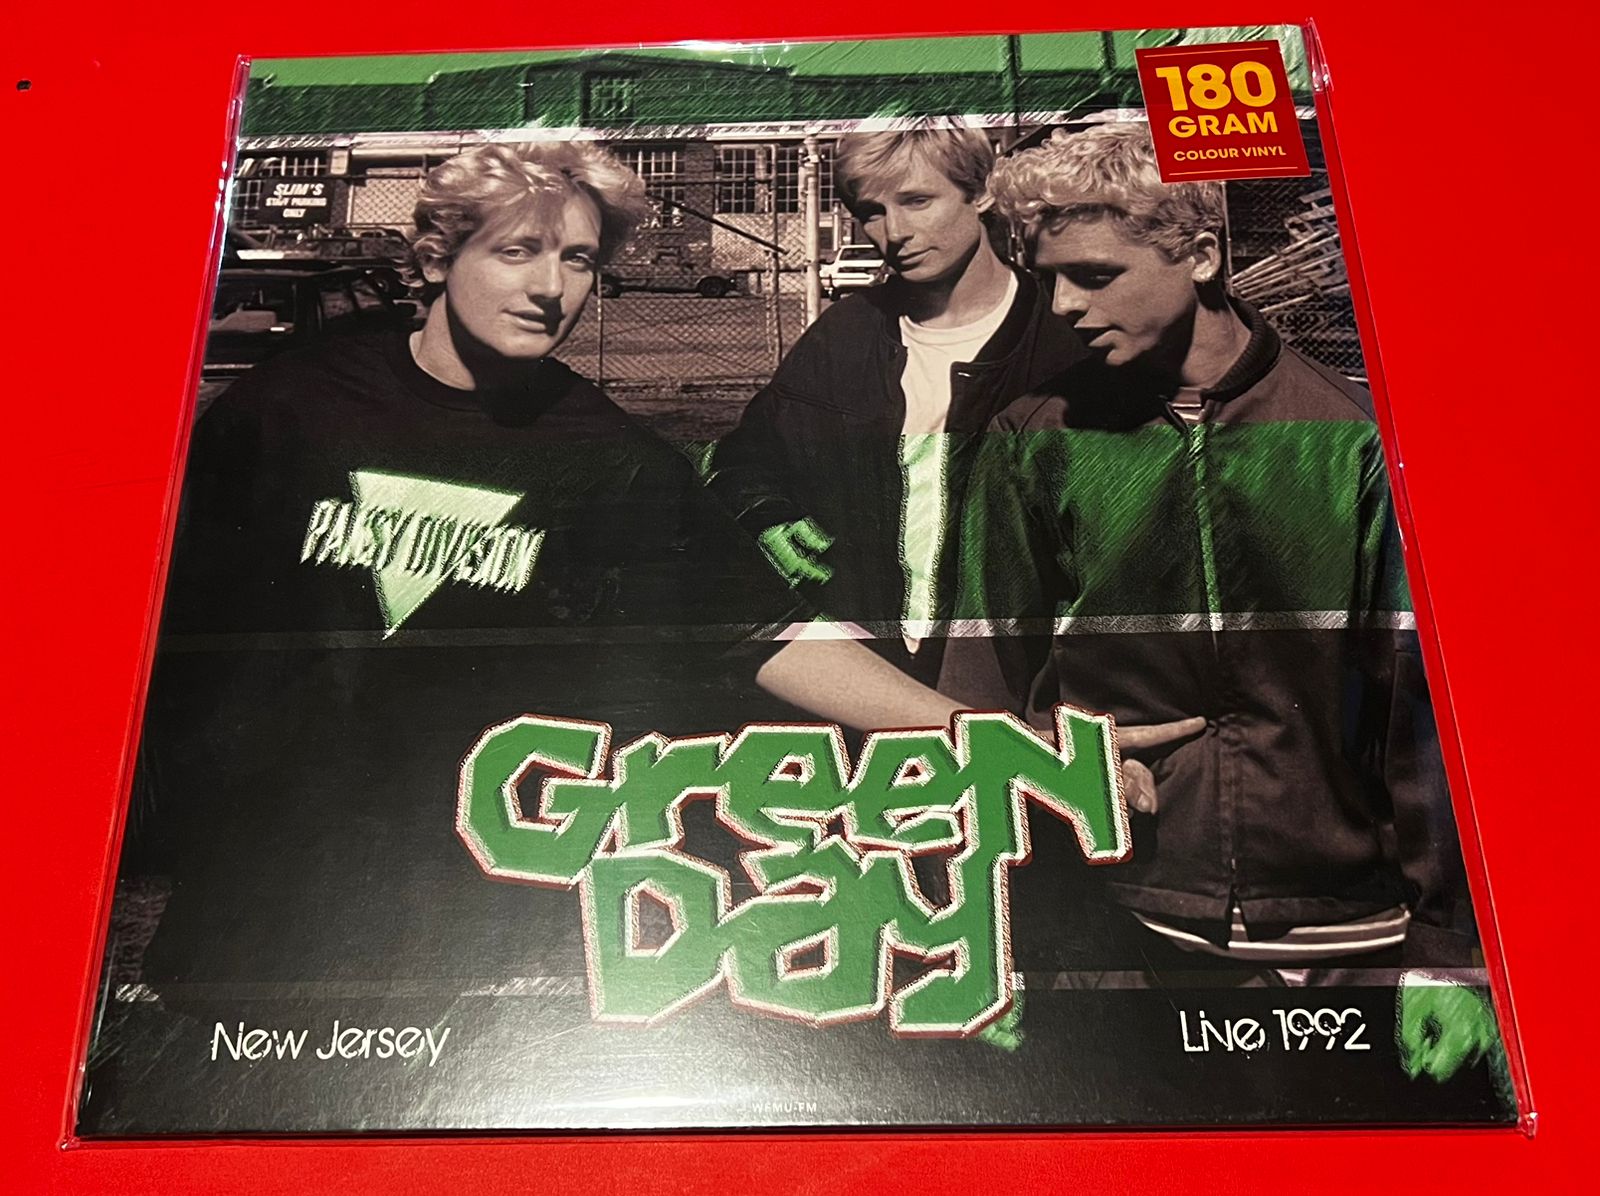 180
GRAM
COLOUR VINYL
SLIM'S
STAFF PARKING
ONLY
PANSY DIVISION
Green
Day
New Jersey
Live 1992
WFMU-FM